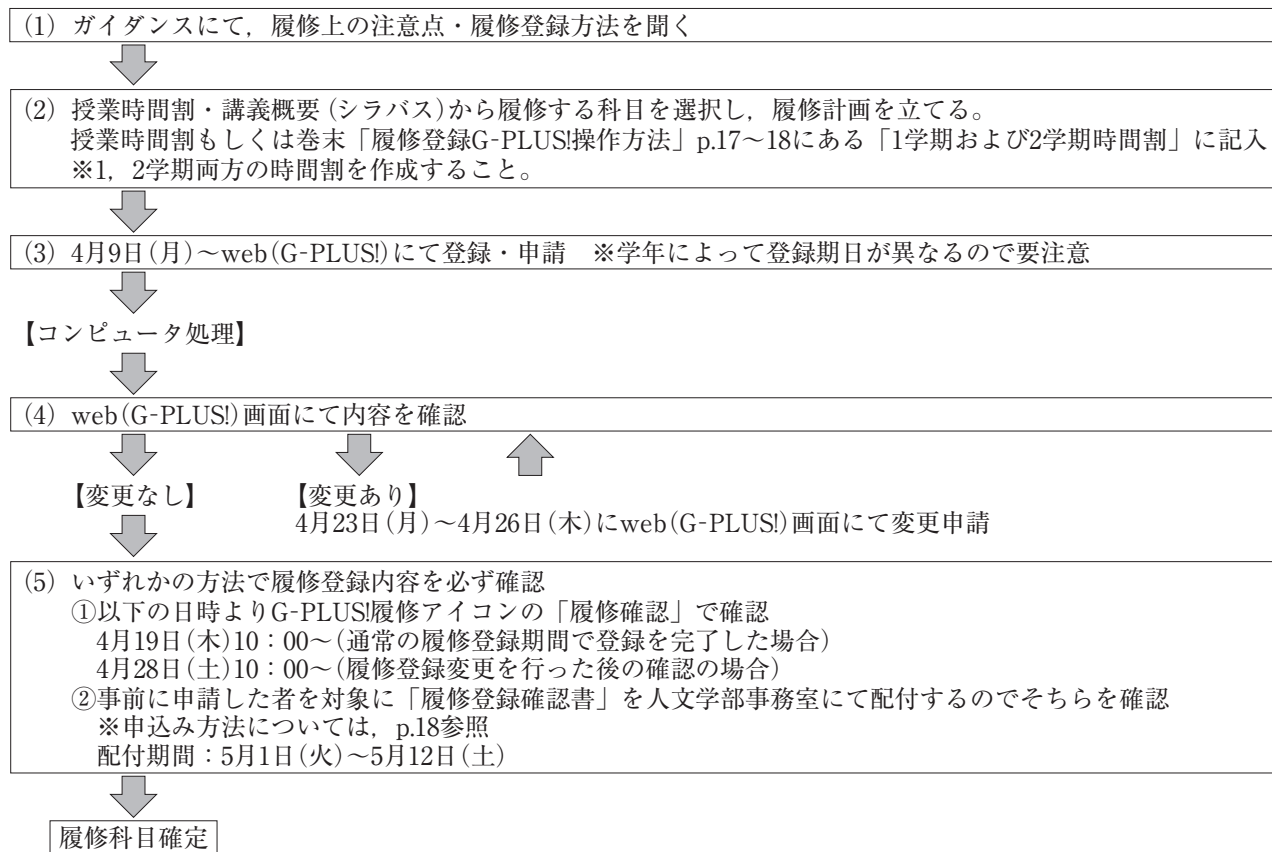 (1) ガイダンスにて，履修上の注意点・履修登録方法を聞く
(2) 授業時間割・講義概要(シラバス)から履修する科目を選択し，履修計画を立てる。
授業時間割もしくは巻末「履修登録G-PLUS!操作方法」p.17～18にある「1学期および2学期時間割」に記入
※1，2学期両方の時間割を作成すること。
(3) 4月9日(月)～web(G-PLUS!)にて登録・申請　※学年によって登録期日が異なるので要注意
【コンピュータ処理】
(4) web(G-PLUS!)画面にて内容を確認
【変更なし】　【変更あり】
4月23日(月)～4月26日(木)にweb(G-PLUS!)画面にて変更申請
(5) いずれかの方法で履修登録内容を必ず確認
①以下の日時よりG-PLUS!履修アイコンの「履修確認」で確認
4月19日(木)10：00～(通常の履修登録期間で登録を完了した場合)
4月28日(土)10：00～(履修登録変更を行った後の確認の場合)
②事前に申請した者を対象に「履修登録確認書」を人文学部事務室にて配付するのでそちらを確認
※申込み方法については，p.18参照
配付期間：5月1日(火)～5月12日(土)
履修科目確定